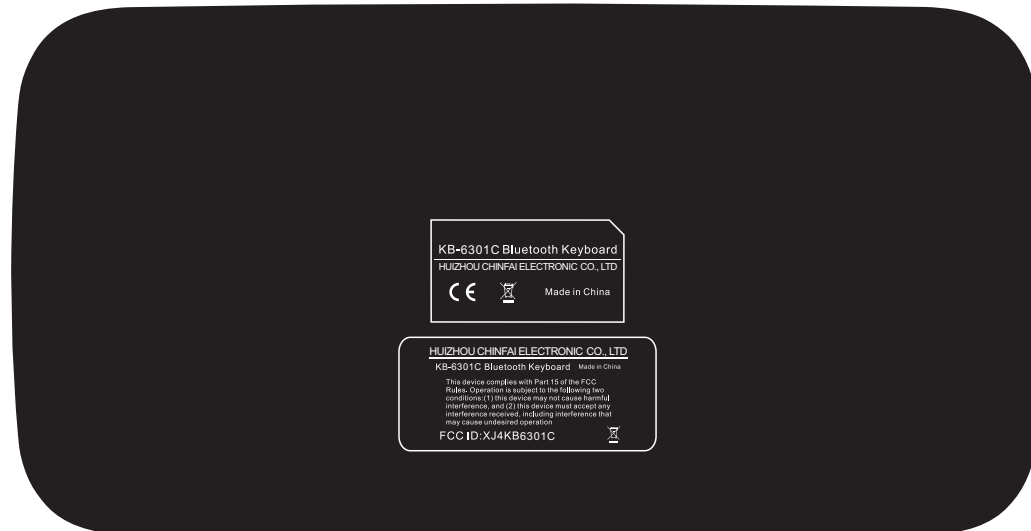 KB-6301C Bluetooth Keyboard
HUIZHOU CHINFAI ELECTRONIC CO., LTD
CE Made in China
HUIZHOU CHINFAI ELECTRONIC CO., LTD
KB-6301C Bluetooth Keyboard Made in China
This device complies with Part 15 of the FCC
Rules. Operation is subject to the following two
conditions:(1) this device may not cause harmful
interference, and (2) this device must accept any
interference received, including interference that
may cause undesired operation
FCC ID:XJ4KB6301C